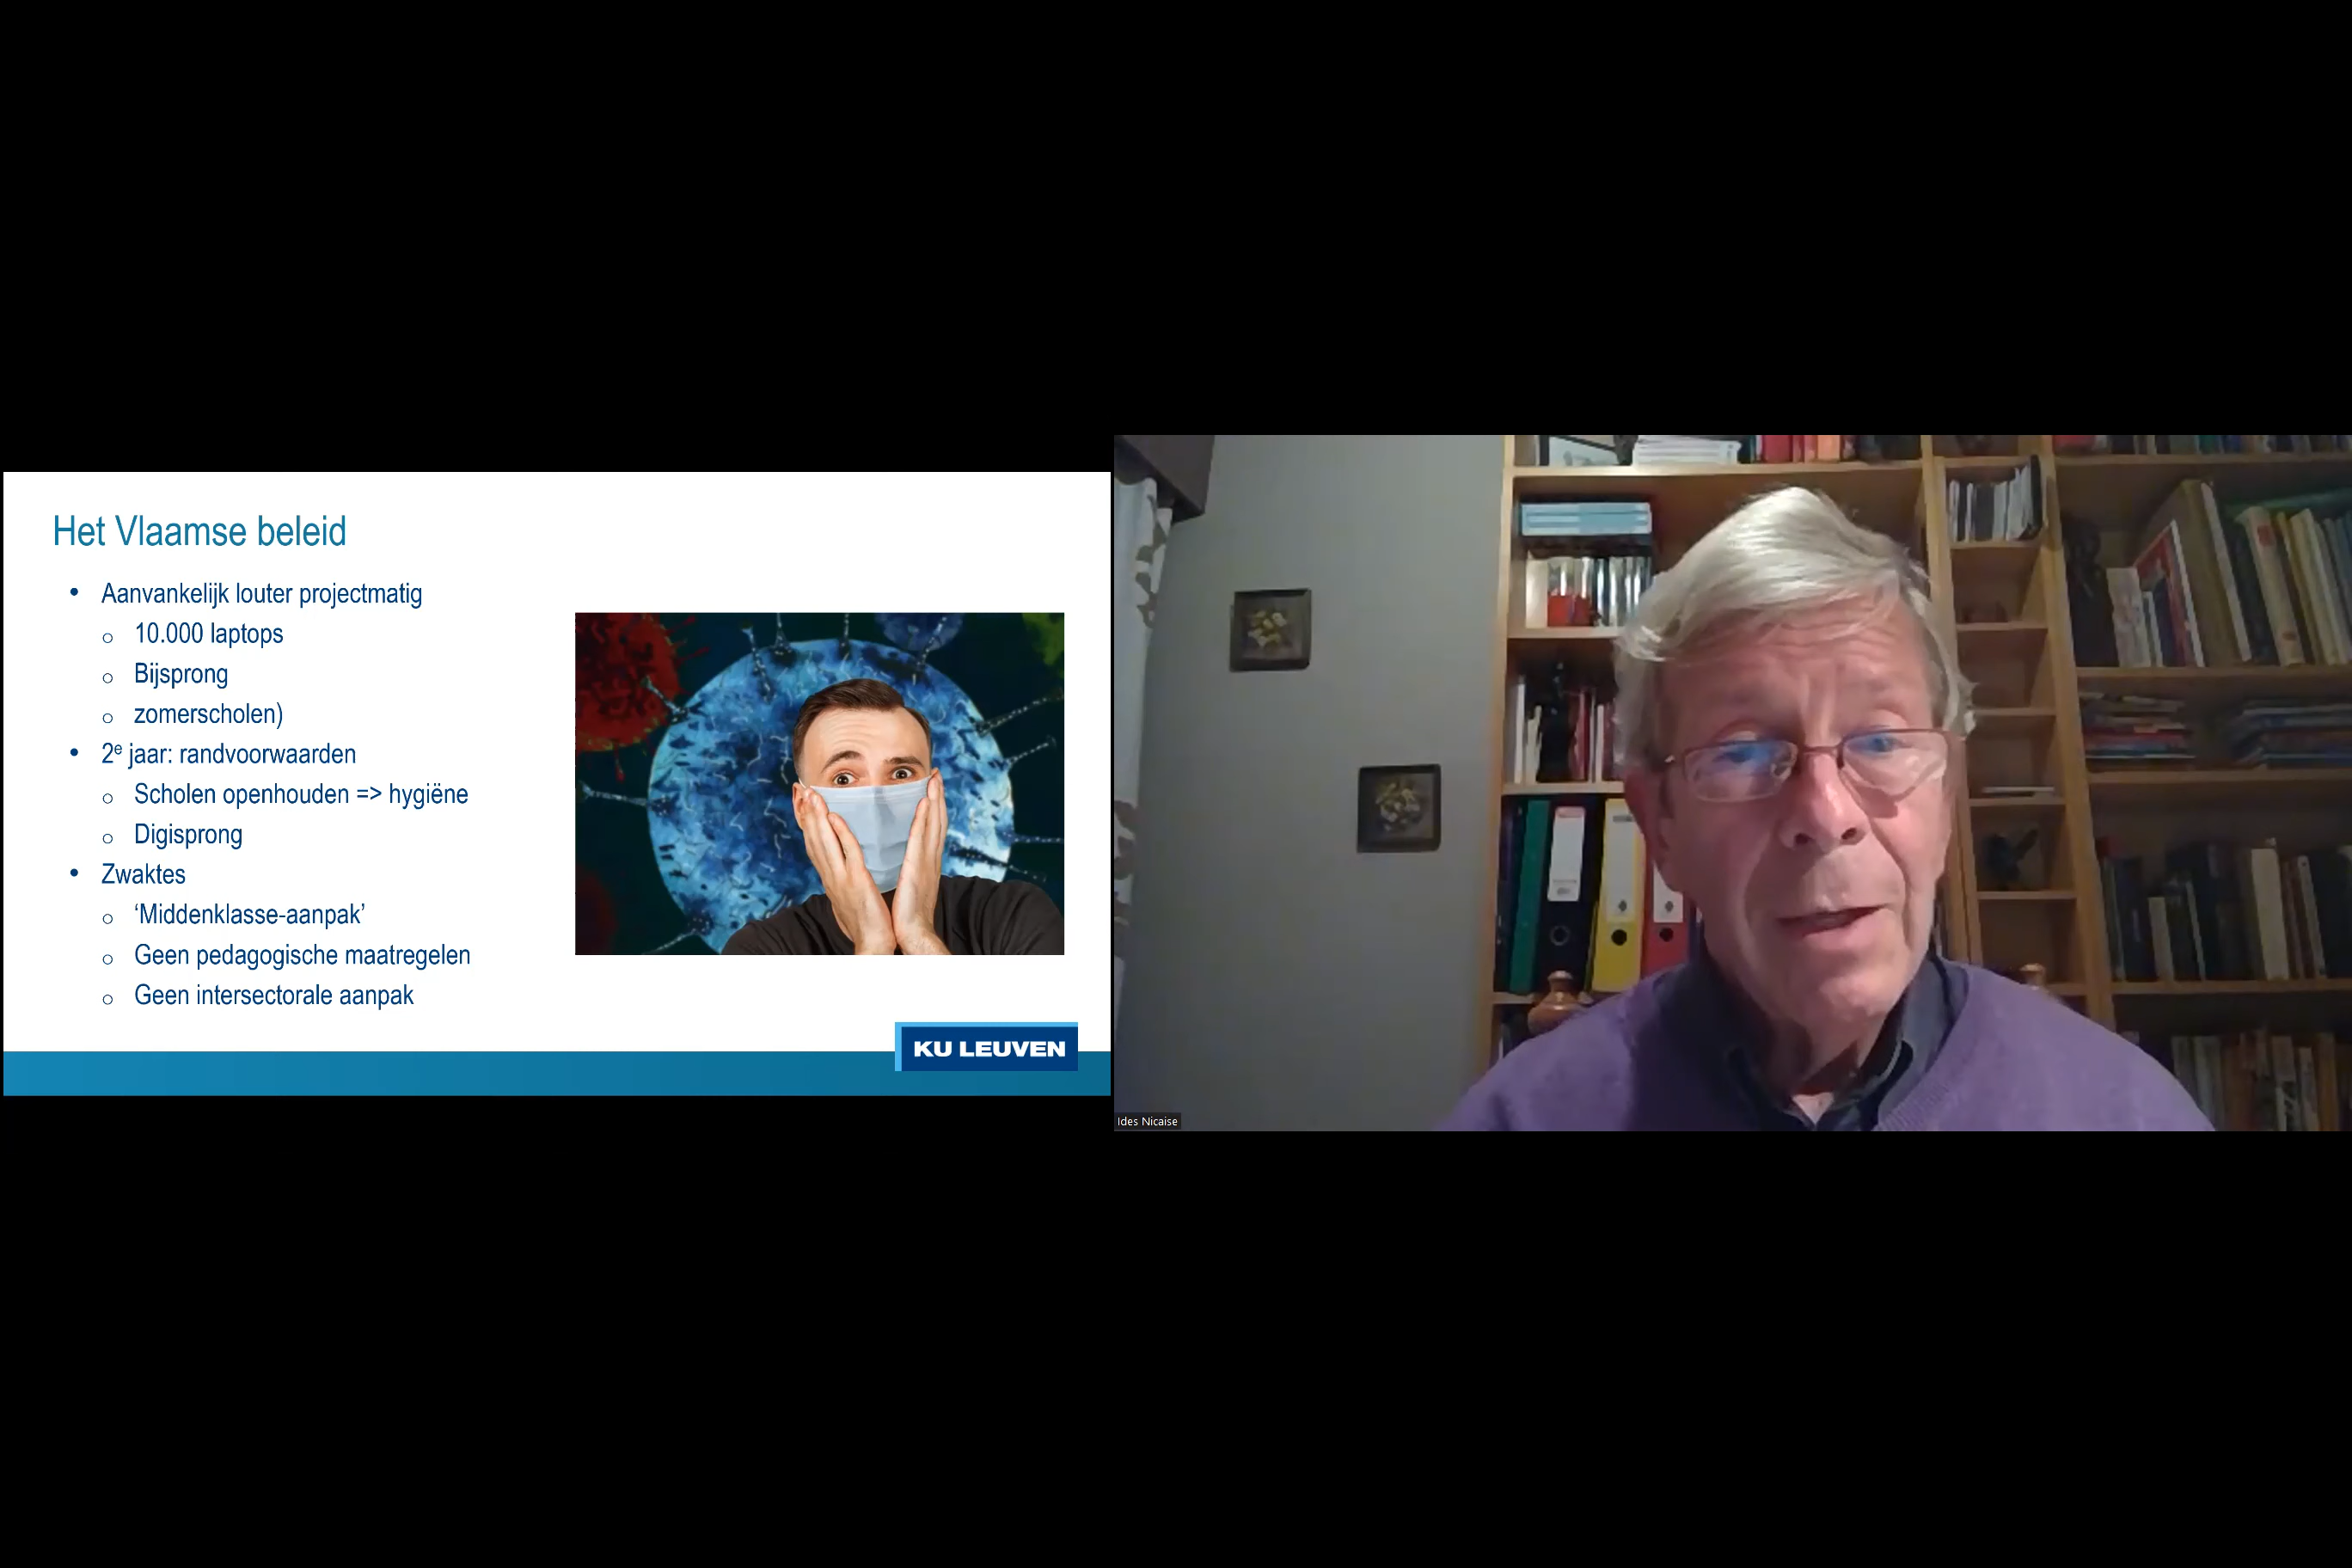 Het Vlaamse beleid
• Aanvankelijk louter projectmatig
o 10.000 laptops
o Bijsprong
o zomerscholen)
• 2e jaar: randvoorwaarden
o Scholen openhouden => hygiëne
o Digisprong
• Zwaktes
o ‘Middenklasse-aanpak’
o Geen pedagogische maatregelen
o Geen intersectorale aanpak
KU LEUVEN
Ides Nicaise